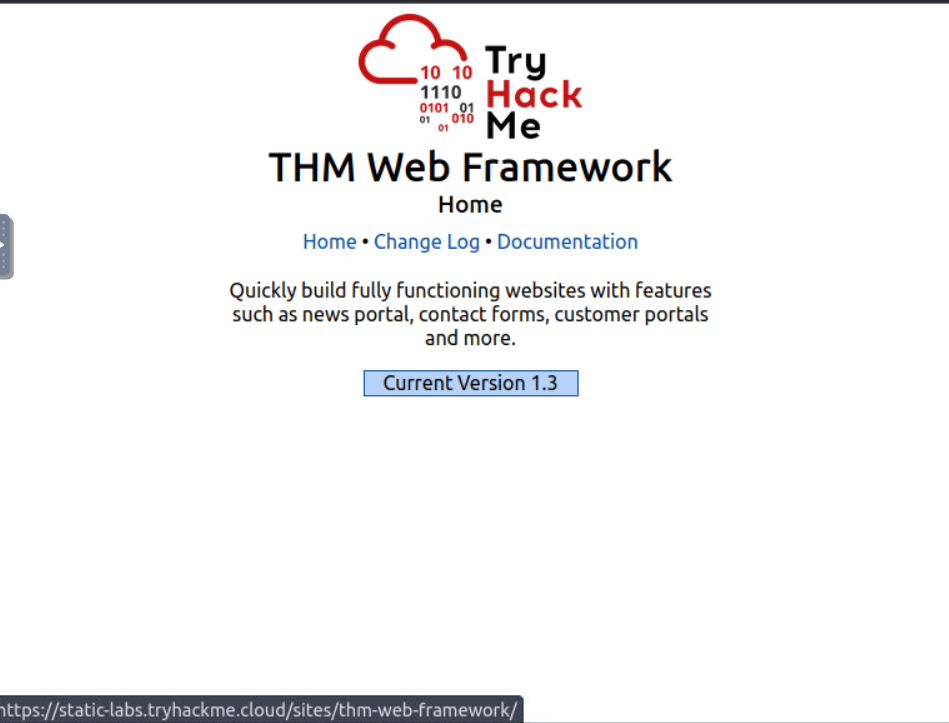 10 10
1110
0101 01
01 010
01
Try
Hack
Me
THM Web Framework
Home
Home • Change Log • Documentation
Quickly build fully functioning websites with features
such as news portal, contact forms, customer portals
and more.
Current Version 1.3
https://static-labs.tryhackme.cloud/sites/thm-web-framework/